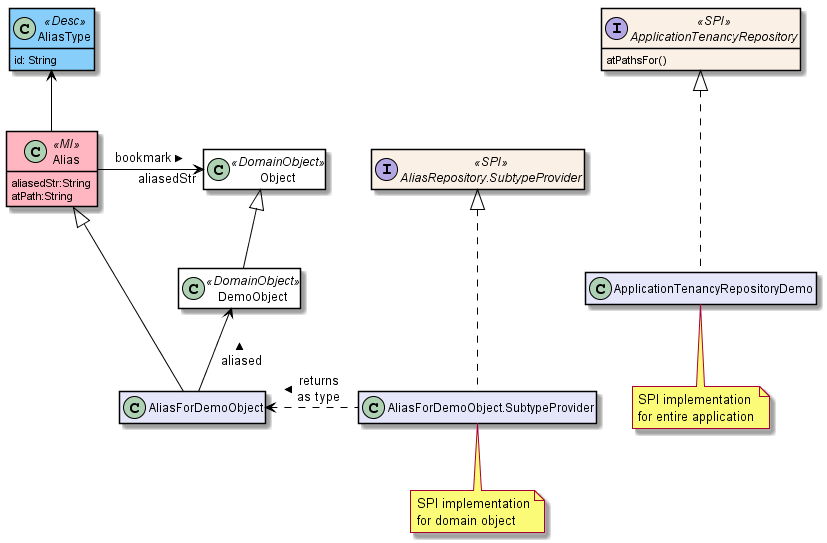 C «Desc»
AliasType
id: String
I «SPI»
ApplicationTenancyRepository
atPathsFor()
C «MI»
Alias
aliasedStr:String
atPath:String
bookmark ▶
aliasedStr
C «DomainObject»
Object
I «SPI»
AliasRepository.SubtypeProvider
C «DomainObject»
DemoObject
C ApplicationTenancyRepositoryDemo
▲
aliased
◀ returns
as type
C AliasForDemoObject
C AliasForDemoObject.SubtypeProvider
SPI implementation
for entire application
SPI implementation
for domain object